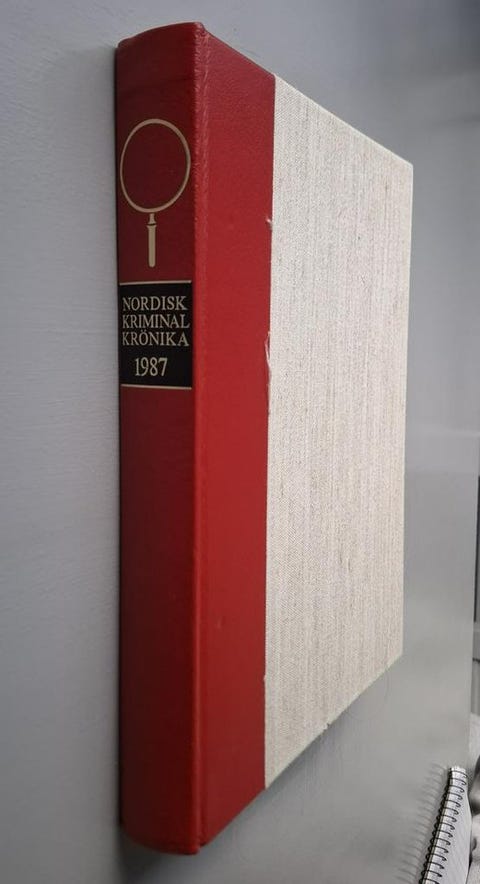 NORDISK
KRIMINAL
KRÖNIKA
1987